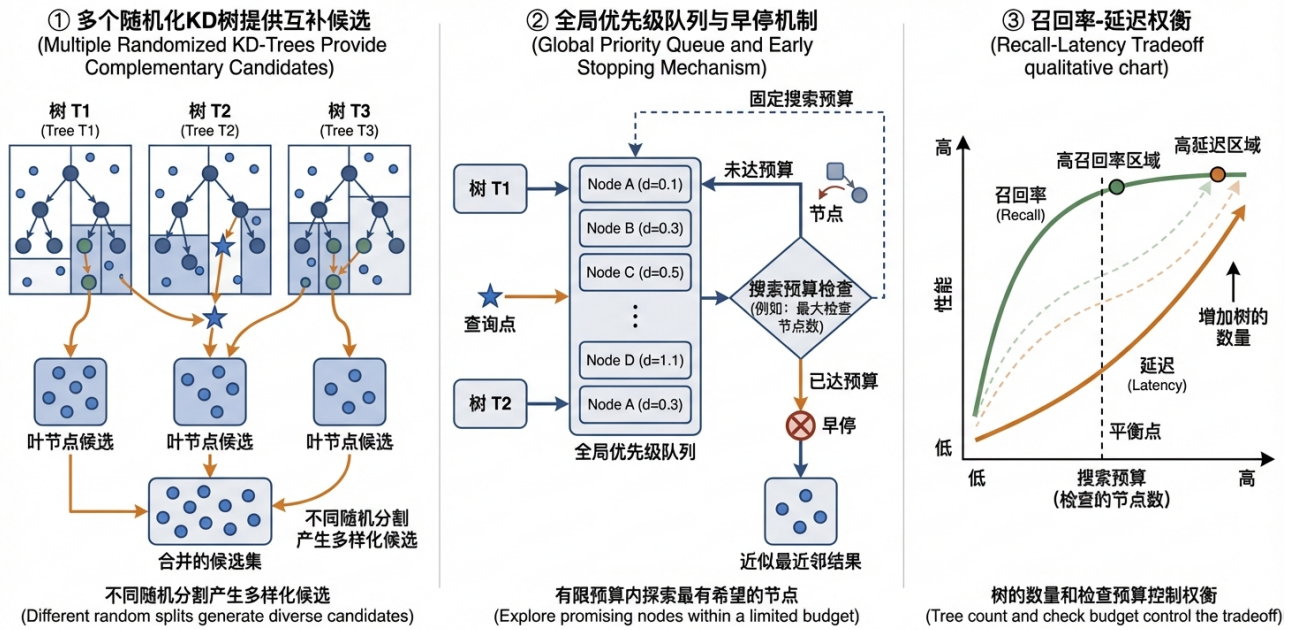 ① 多个随机化KD树提供互补候选
(Multiple Randomized KD-Trees Provide
Complementary Candidates)
树 T1
(Tree T1)
树 T2
(Tree T2)
树 T3
(Tree T3)
叶节点候选
叶节点候选
叶节点候选
合并的候选集
不同随机分割
产生多样化候选
不同随机分割产生多样化候选
(Different random splits generate diverse candidates)
② 全局优先级队列与早停机制
(Global Priority Queue and Early
Stopping Mechanism)
固定搜索预算
树 T1
查询点
树 T2
Node A (d=0.1)
Node B (d=0.3)
Node C (d=0.5)
⋮
Node D (d=1.1)
Node A (d=0.3)
全局优先级队列
未达预算
节点
搜索预算检查
(例如：最大检查
节点数)
已达预算
早停
近似最近邻结果
有限预算内探索最有希望的节点
(Explore promising nodes within a limited budget)
③ 召回率-延迟权衡
(Recall-Latency Tradeoff
qualitative chart)
高
性能
低
召回率
(Recall)
高召回率区域
高延迟区域
增加树的
数量
延迟
(Latency)
平衡点
低
搜索预算
(检查的节点数)
高
树的数量和检查预算控制权衡
(Tree count and check budget control the tradeoff)